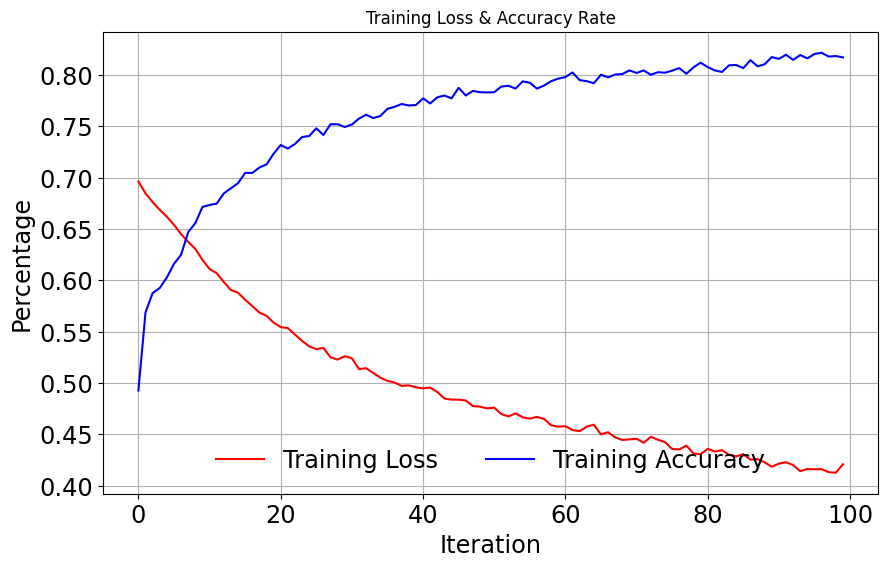 Training Loss & Accuracy Rate
0.80
0.75
0.70
0.65
0.60
0.55
0.50
0.45
0.40
Percentage
Training Loss Training Accuracy
0 20 40 60 80 100
Iteration